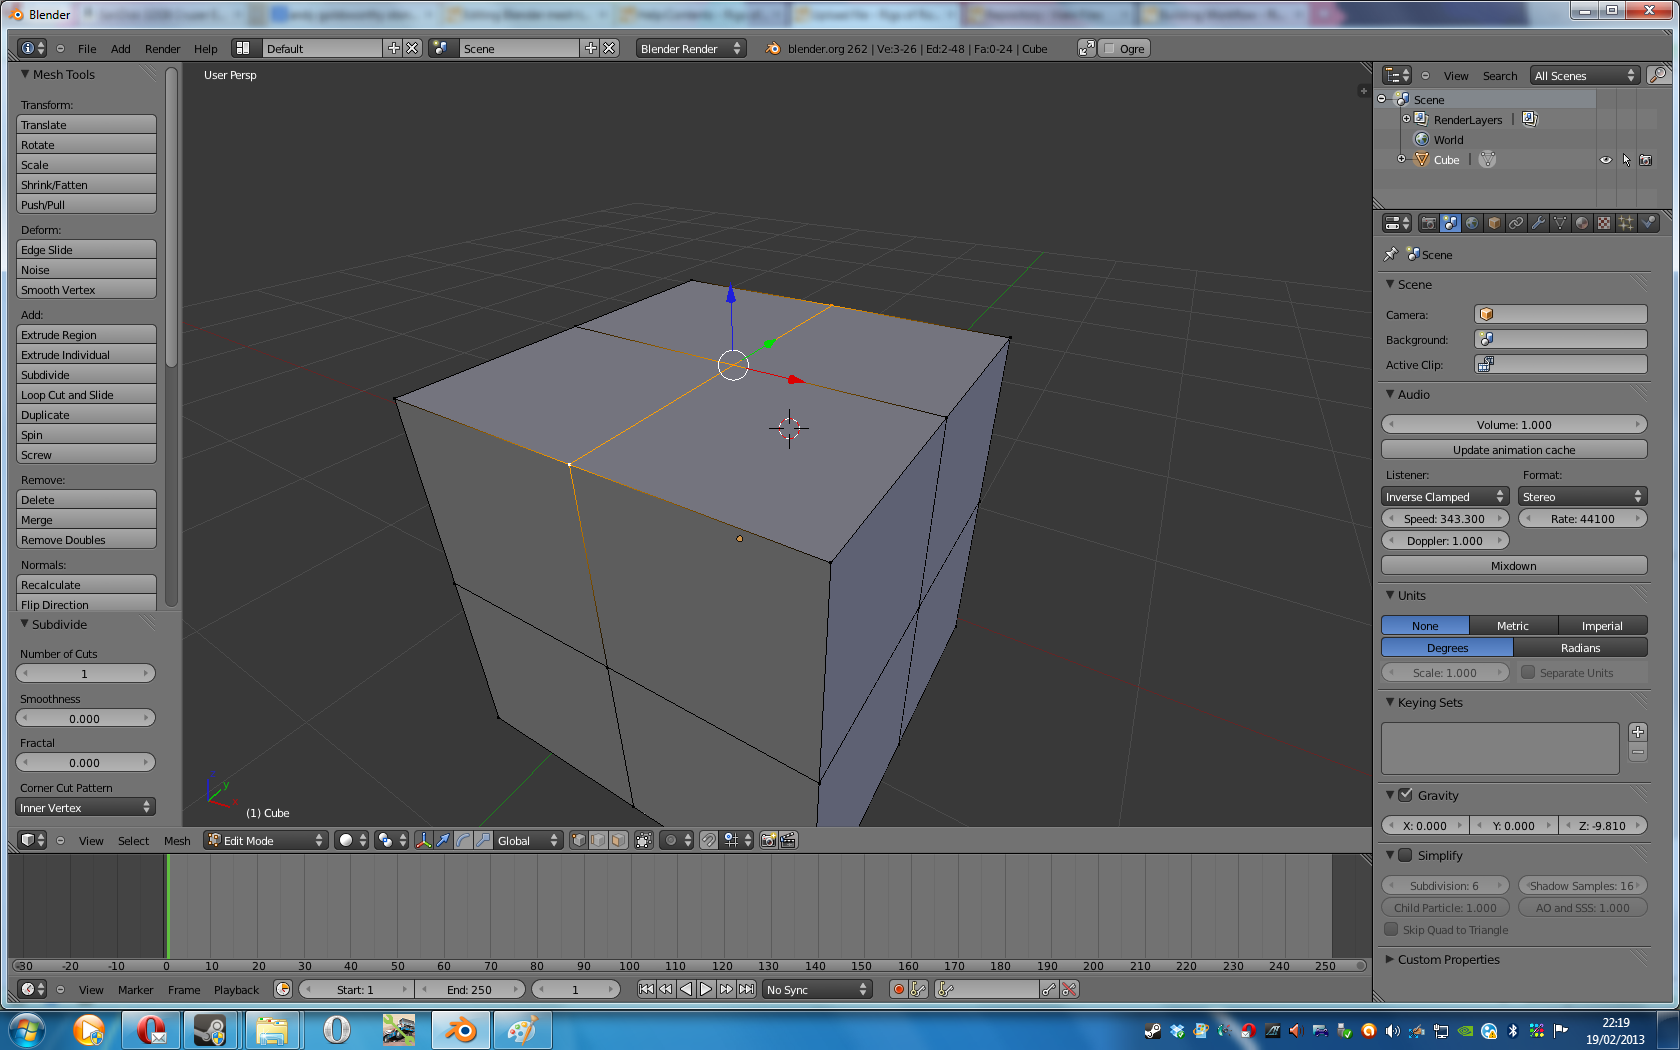 Blender
File Add Render Help Default Scene Blender Render blender.org 262 | Ve:3-26 | Ed:2-48 | Fa:0-24 | Cube Ogre
Mesh Tools
Transform:
Translate
Rotate
Scale
Shrink/Fatten
Push/Pull
Deform:
Edge Slide
Noise
Smooth Vertex
Add:
Extrude Region
Extrude Individual
Subdivide
Loop Cut and Slide
Duplicate
Spin
Screw
Remove:
Delete
Merge
Remove Doubles
Normals:
Recalculate
Flip Direction
Subdivide
Number of Cuts
1
Smoothness
0.000
Fractal
0.000
Corner Cut Pattern
Inner Vertex
User Persp
z
y
x
(1) Cube
View Select Mesh Edit Mode Global
-30 -20 -10 0 10 20 30 40 50 60 70 80 90 100 110 120 130 140 150 160 170 180 190 200 210 220 230 240 250
View Marker Frame Playback Start: 1 End: 250 1 No Sync
View Search All Scenes
Scene
RenderLayers |
World
Cube |
Scene
Scene
Camera:
Background:
Active Clip:
Audio
Volume: 1.000
Update animation cache
Listener: Format:
Inverse Clamped Stereo
Speed: 343.300 Rate: 44100
Doppler: 1.000
Mixdown
Units
None Metric Imperial
Degrees Radians
Scale: 1.000 Separate Units
Keying Sets
Gravity
X: 0.000 Y: 0.000 Z: -9.810
Simplify
Subdivision: 6 Shadow Samples: 16
Child Particle: 1.000 AO and SSS: 1.000
Skip Quad to Triangle
Custom Properties
22:19
19/02/2013